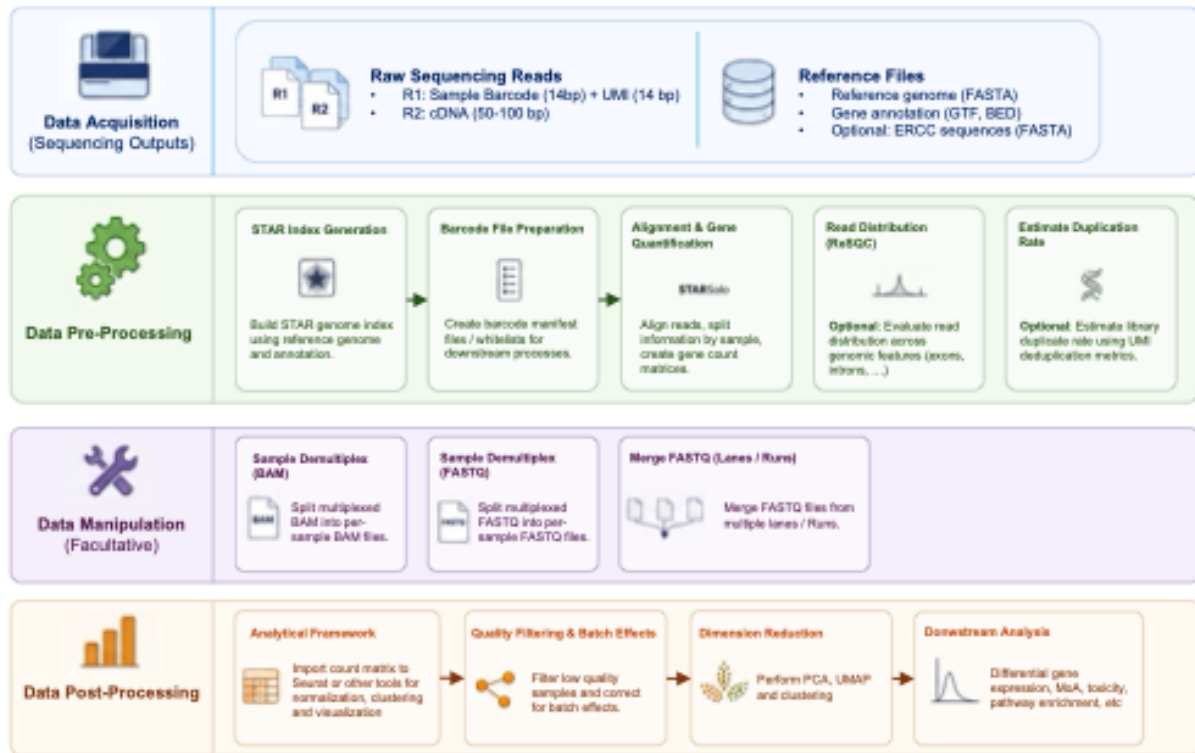 Data Acquisition
(Sequencing Outputs)
R1
R2
Raw Sequencing Reads
• R1: Sample Barcode (14bp) + UMI (14 bp)
• R2: cDNA (50-100 bp)
Reference Files
• Reference genome (FASTA)
• Gene annotation (GTF, BED)
• Optional: ERCC sequences (FASTA)
Data Pre-Processing
STAR Index Generation
Build STAR genome index
using reference genome
and annotation.
Barcode File Preparation
Create barcode manifest
files / whitelists for
downstream processes.
Alignment & Gene
Quantification
STARSolo
Align reads, split
information by sample,
create gene count
matrices.
Read Distribution
(ReSQC)
Optional: Evaluate read
distribution across
genomic features (exons,
introns, ...)
Estimate Duplication
Rate
Optional: Estimate library
duplicate rate using UMI
deduplication metrics.
Data Manipulation
(Facultative)
Sample Demultiplex
(BAM)
BAM
Split multiplexed
BAM into per-
sample BAM files.
Sample Demultiplex
(FASTQ)
FASTQ
Split multiplexed
FASTQ into per-
sample FASTQ files.
Merge FASTQ (Lanes / Runs)
Merge FASTQ files from
multiple lanes / Runs.
Data Post-Processing
Analytical Framework
Import count matrix to
Seurat or other tools for
normalization, clustering
and visualization
Quality Filtering & Batch Effects
Filter low quality
samples and correct
for batch effects.
Dimension Reduction
Perform PCA, UMAP
and clustering
Donwstream Analysis
Differential gene
expression, MoA, toxicity,
pathway enrichment, etc